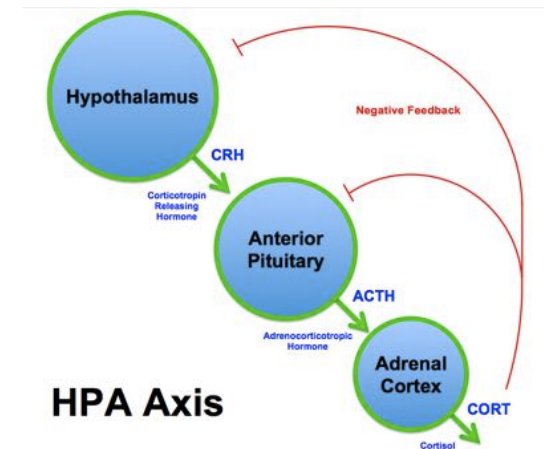 Hypothalamus
Negative Feedback
CRH
Corticotropin
Releasing
Hormone
Anterior
Pituitary
ACTH
Adrenocorticotropic
Hormone
Adrenal
Cortex
HPA Axis
CORT
Cortisol